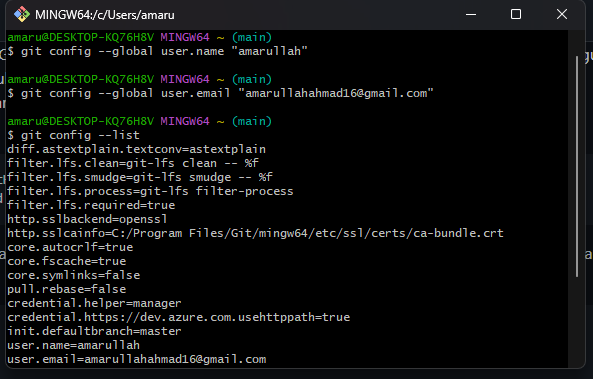 MINGW64:/c/Users/amaru
amaru@DESKTOP-KQ76H8V MINGW64 ~ (main)
$ git config --global user.name "amarullah"
amaru@DESKTOP-KQ76H8V MINGW64 ~ (main)
$ git config --global user.email "amarullahahmad16@gmail.com"
amaru@DESKTOP-KQ76H8V MINGW64 ~ (main)
$ git config --list
diff.astextplain.textconv=astextplain
filter.lfs.clean=git-lfs clean -- %f
filter.lfs.smudge=git-lfs smudge -- %f
filter.lfs.process=git-lfs filter-process
filter.lfs.required=true
http.sslbackend=openssl
http.sslcainfo=C:/Program Files/Git/mingw64/etc/ssl/certs/ca-bundle.crt
core.autocrlf=true
core.fscache=true
core.symlinks=false
pull.rebase=false
credential.helper=manager
credential.https://dev.azure.com.usehttppath=true
init.defaultbranch=master
user.name=amarullah
user.email=amarullahahmad16@gmail.com